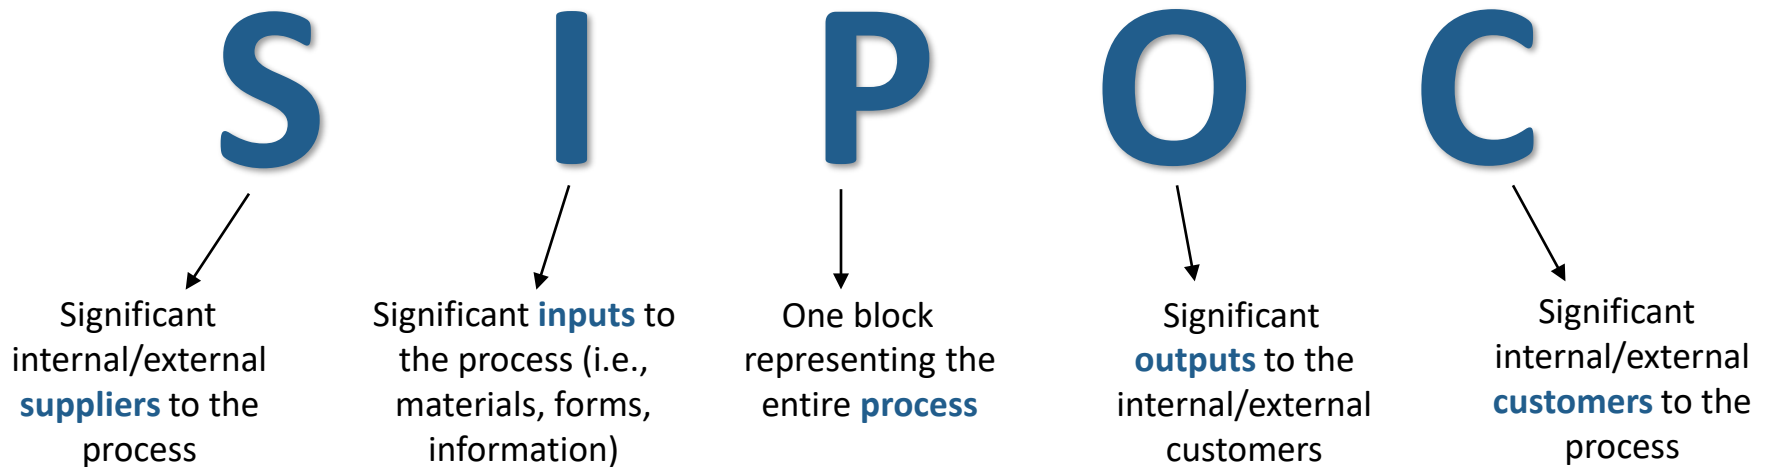 S I P O C
Significant
internal/external
suppliers to the
process
Significant inputs to
the process (i.e.,
materials, forms,
information)
One block
representing the
entire process
Significant
outputs to the
internal/external
customers
Significant
internal/external
customers to the
process